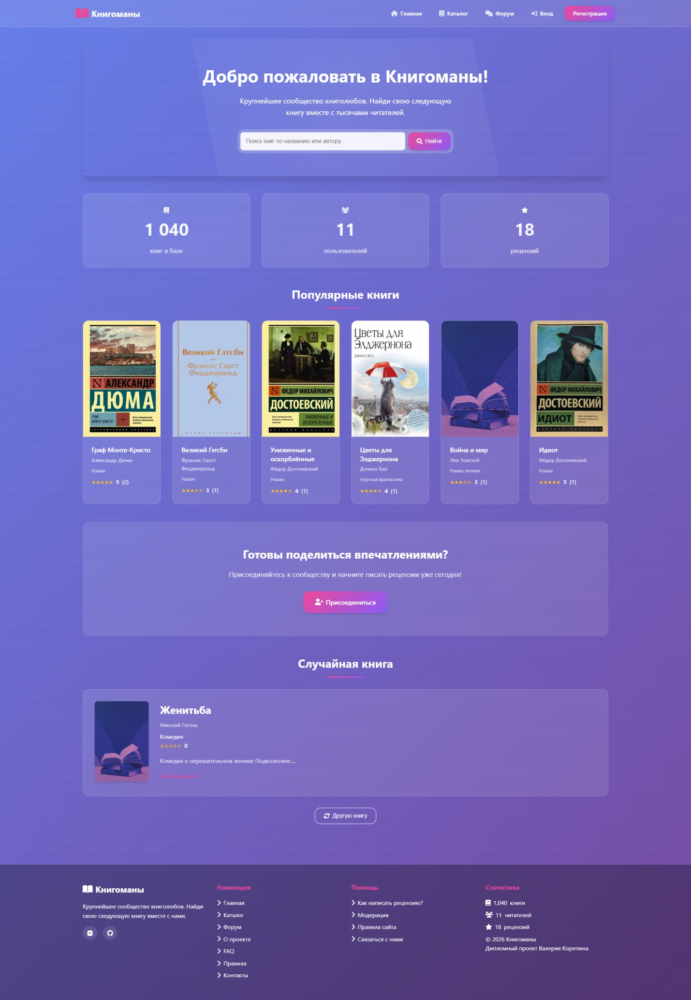 Книгоманы
Главная
Каталог
Форум
Вход
Регистрация
Добро пожаловать в Книгоманы!
Крупнейшее сообщество книголюбов. Найди свою следующую
книгу вместе с тысячами читателей.
Поиск книг по названию или автору...
Найти
1 040
книг в базе
11
пользователей
18
рецензий
Популярные книги
N АЛЕКСАНДР
ДЮМА
ГРАФ
МОНТЕ-КРИСТО
Великий Гэтсби
Фрэнсис Скотт
Фицджеральд
ЯРКИЕ СТРАНИЦЫ
N ФЕДОР МИХАЙЛОВИЧ
ДОСТОЕВСКИЙ
УНИЖЕННЫЕ И
ОСКОРБЛЕННЫЕ
русская классика
Цветы для
Элджернона
Дэниел Киз
N ФЕДОР МИХАЙЛОВИЧ
ДОСТОЕВСКИЙ
ИДИОТ
русская классика
Граф Монте-Кристо
Александр Дюма
Роман
★★★★★ 5 (2)
Великий Гэтсби
Фрэнсис Скотт
Фицджеральд
Роман
★★★☆☆ 3 (1)
Униженные и
оскорблённые
Фёдор Достоевский
Роман
★★★★☆ 4 (1)
Цветы для
Элджернона
Дэниел Киз
Научная фантастика
★★★★☆ 4 (1)
Война и мир
Лев Толстой
Роман-эпопея
★★★☆☆ 3 (1)
Идиот
Фёдор Достоевский
Роман
★★★★★ 5 (1)
Готовы поделиться впечатлениями?
Присоединяйтесь к сообществу и начните писать рецензии уже сегодня!
Присоединиться
Случайная книга
Женитьба
Николай Гоголь
Комедия
☆☆☆☆☆ 0
Комедия о нерешительном женихе Подколесине....
Другую книгу
Книгоманы
Крупнейшее сообщество книголюбов. Найди
свою следующую книгу вместе с нами.
Навигация
Главная
Каталог
Форум
О проекте
FAQ
Правила
Контакты
Помощь
Как написать рецензию?
Модерация
Правила сайта
Связаться с нами
Статистика
1,040 книги
11 читателей
18 рецензий
© 2026 Книгоманы
Дипломный проект Валерия Корепина